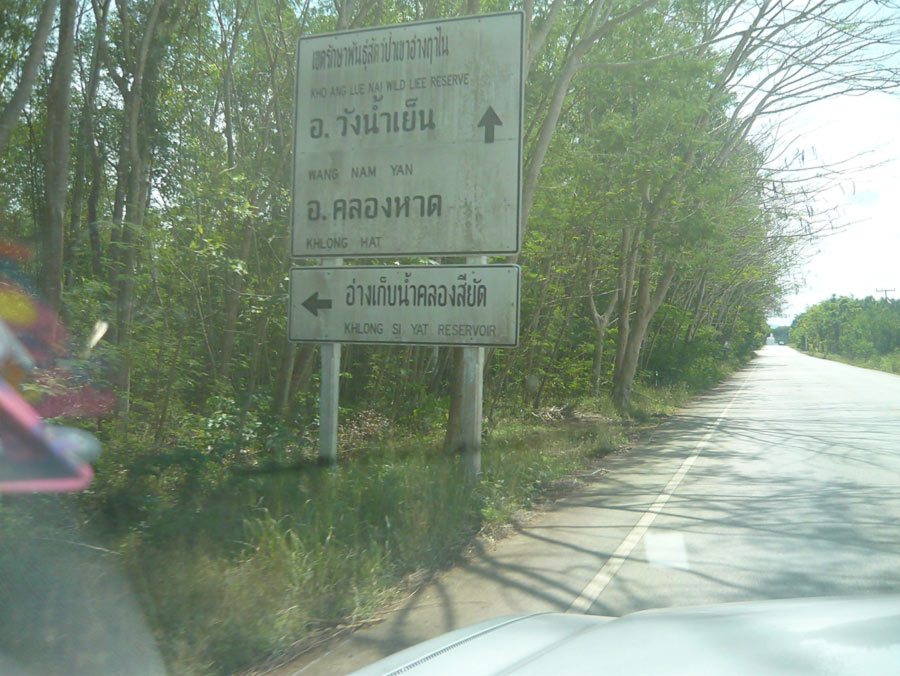 เขตรักษาพันธุ์สัตว์ป่าเขาอ่างฤาไน
KHO ANG LUE NAI WILD LIEE RESERVE
อ. วังน้ำเย็น
WANG NAM YAN
อ. คลองหาด
KHLONG HAT
อ่างเก็บน้ำคลองสียัด
KHLONG SI YAT RESERVOIR